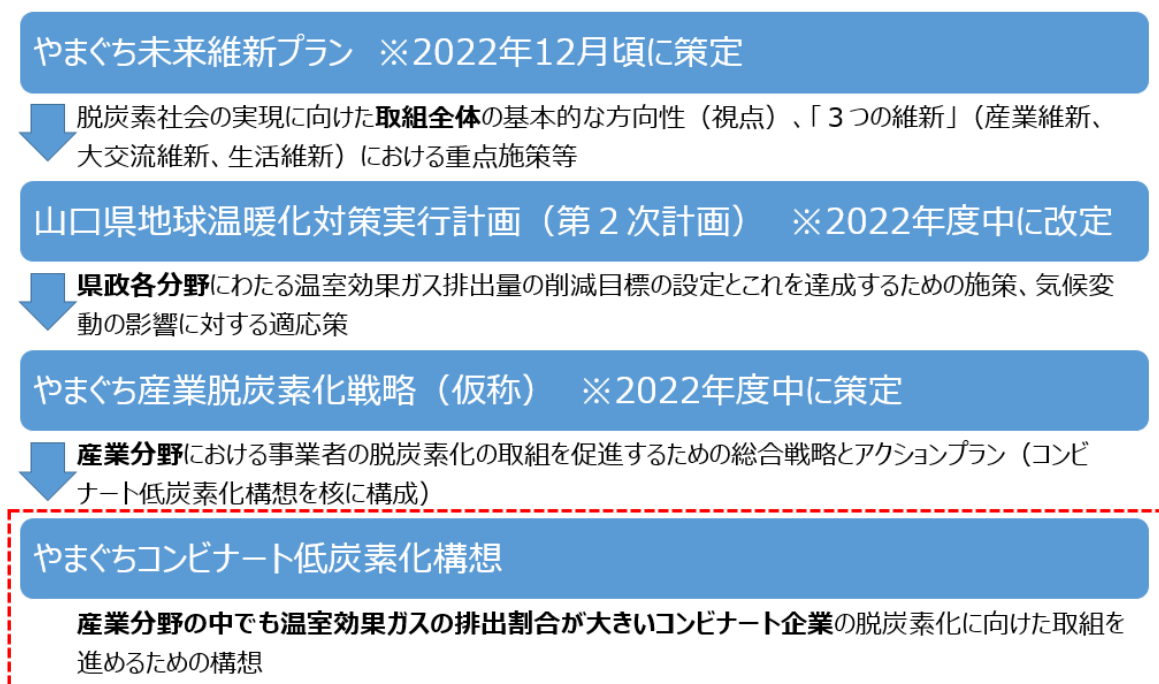 やまぐち未来維新プラン　※2022年12月頃に策定
脱炭素社会の実現に向けた取組全体の基本的な方向性（視点）、「３つの維新」（産業維新、
大交流維新、生活維新）における重点施策等
山口県地球温暖化対策実行計画（第２次計画）　※2022年度中に改定
県政各分野にわたる温室効果ガス排出量の削減目標の設定とこれを達成するための施策、気候変
動の影響に対する適応策
やまぐち産業脱炭素化戦略（仮称）　※2022年度中に策定
産業分野における事業者の脱炭素化の取組を促進するための総合戦略とアクションプラン（コンビ
ナート低炭素化構想を核に構成）
やまぐちコンビナート低炭素化構想
産業分野の中でも温室効果ガスの排出割合が大きいコンビナート企業の脱炭素化に向けた取組を
進めるための構想